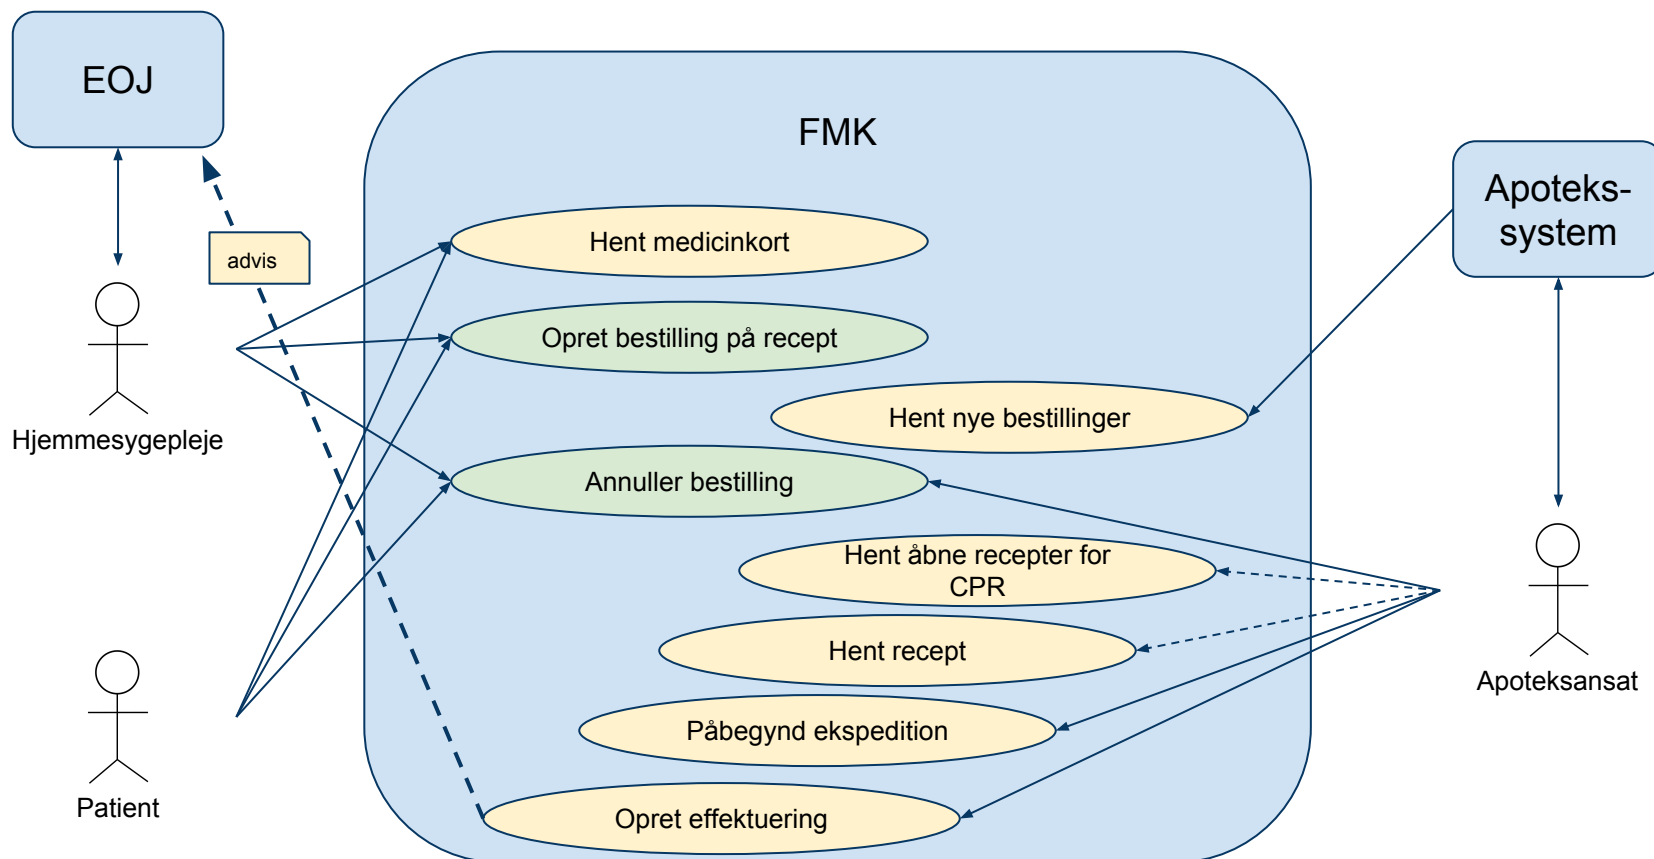 EOJ
FMK
Apoteks-
system
advis
Hent medicinkort
Opret bestilling på recept
Hent nye bestillinger
Hjemmesygepleje
Annuller bestilling
Hent åbne recepter for
CPR
Hent recept
Apoteksansat
Påbegynd ekspedition
Patient
Opret effektuering